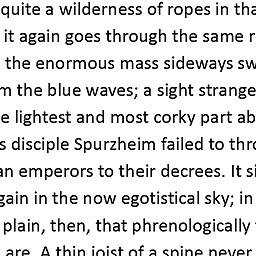 quite a wilderness of ropes in tha
it again goes through the same r
the enormous mass sideways sw
m the blue waves; a sight strange
e lightest and most corky part ab
s disciple Spurzheim failed to thro
an emperors to their decrees. It si
gain in the now egotistical sky; in
plain, then, that phrenologically
are. A thin joist of a spine never